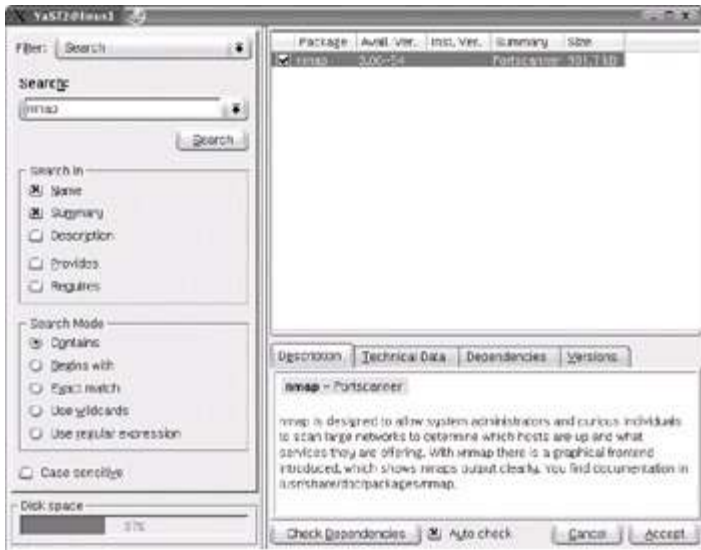 YaST2@linux1
Filter: Search
Search:
nmap
Search
Search in
Name
Summary
Description
Provides
Requires
Search Mode
Contains
Begins with
Exact match
Use wildcards
Use regular expression
Case sensitive
Disk space
37%
Package Avail. Ver. Inst. Ver. Summary Size
nmap 3.00-54 Portscanner
Description Technical Data Dependencies Versions
nmap - Portscanner
nmap is designed to allow system administrators and curious individuals
to scan large networks to determine which hosts are up and what
services they are offering. With xnmap there is a graphical frontend
introduced, which shows nmaps output clearly. You find documentation in
/usr/share/doc/packages/nmap.
Check Dependencies Auto check Cancel Accept